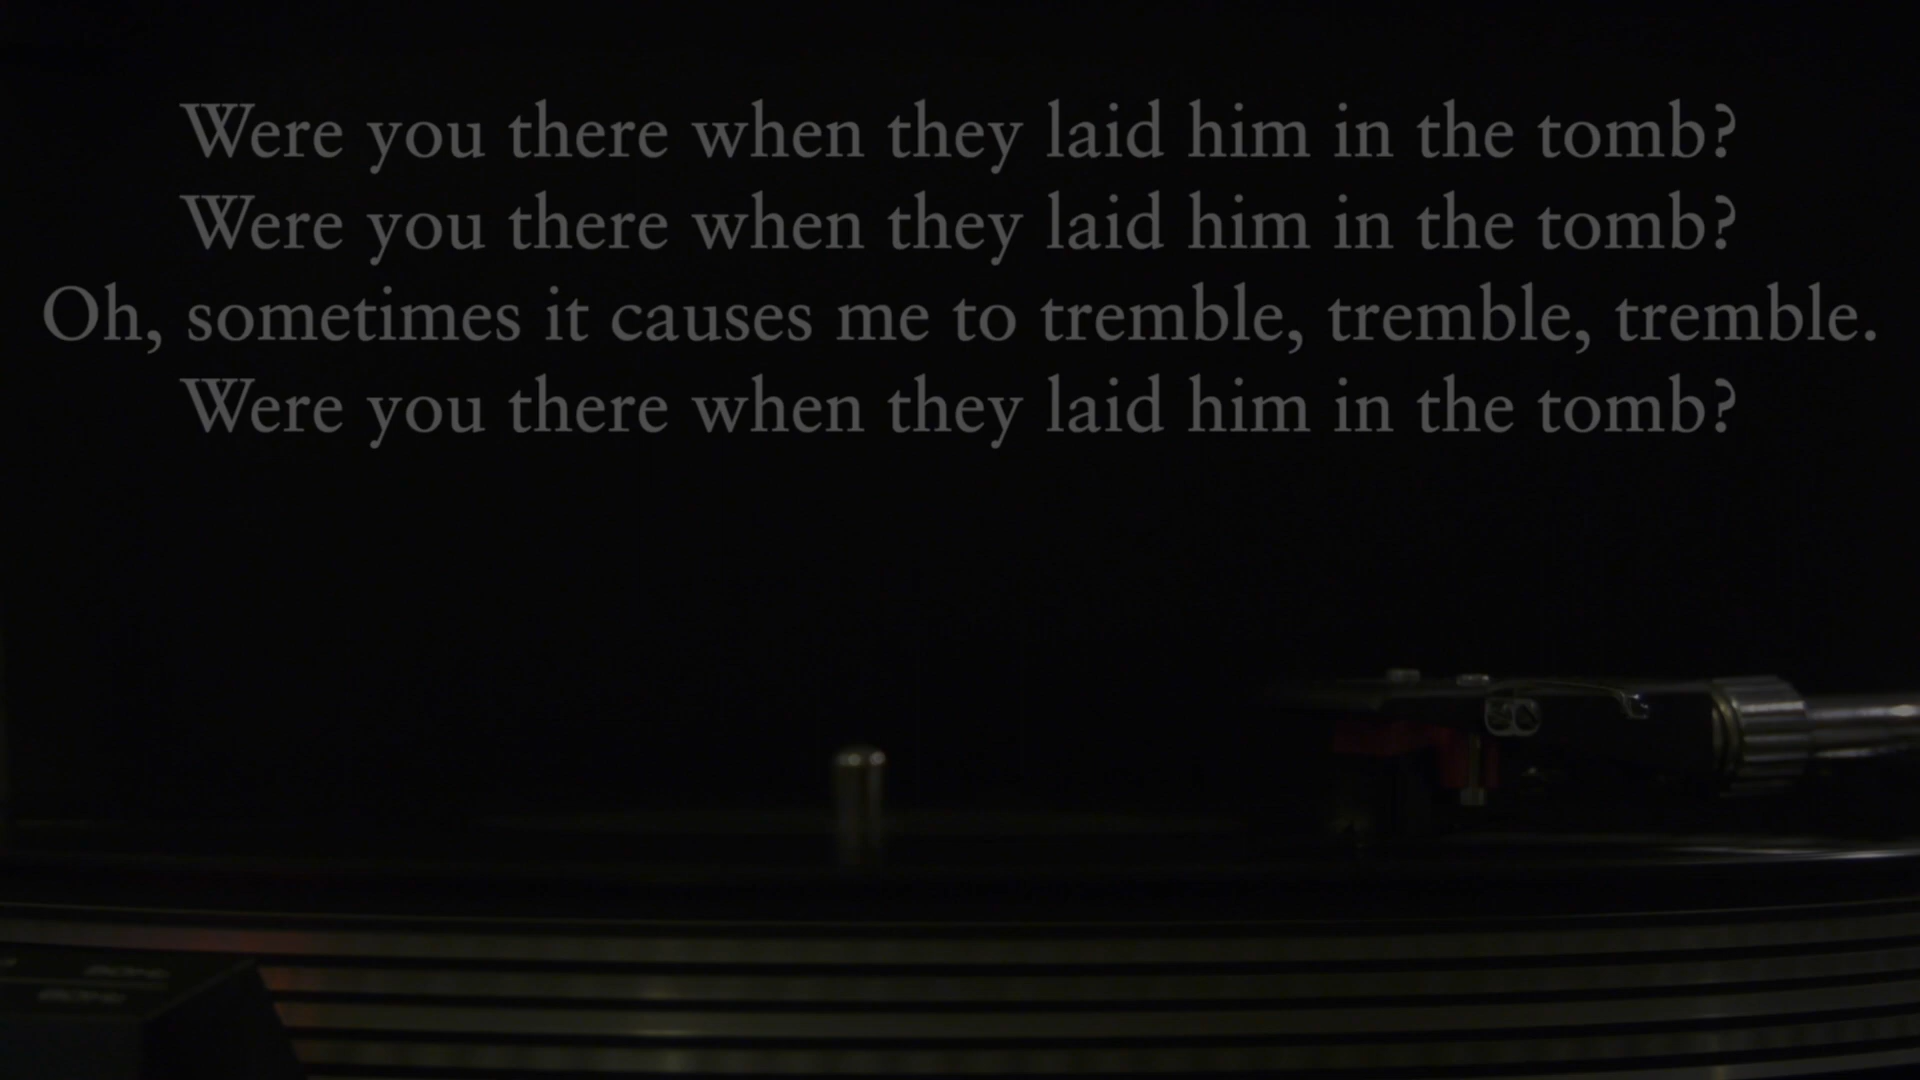 Were you there when they laid him in the tomb?
Were you there when they laid him in the tomb?
Oh, sometimes it causes me to tremble, tremble, tremble.
Were you there when they laid him in the tomb?